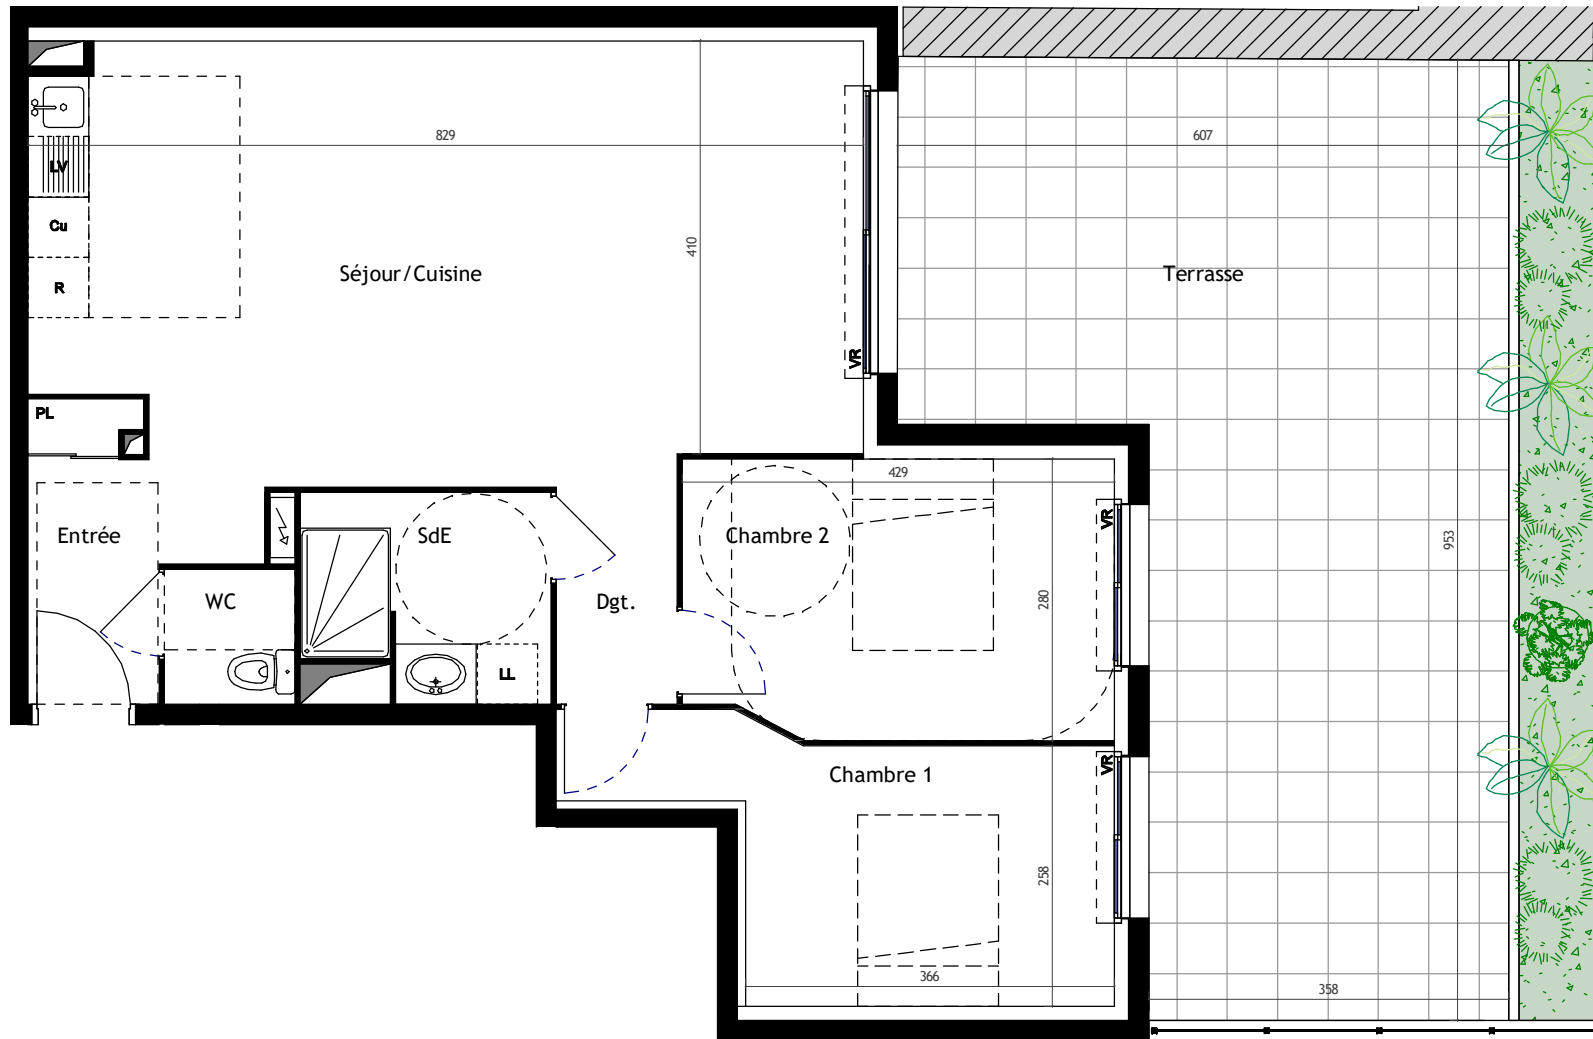 829
607
LV
Cu
410
Séjour/Cuisine
Terrasse
R
VR
PL
429
Entrée
SdE
Chambre 2
VR
953
WC
Dgt.
280
LL
VR
Chambre 1
258
366
358